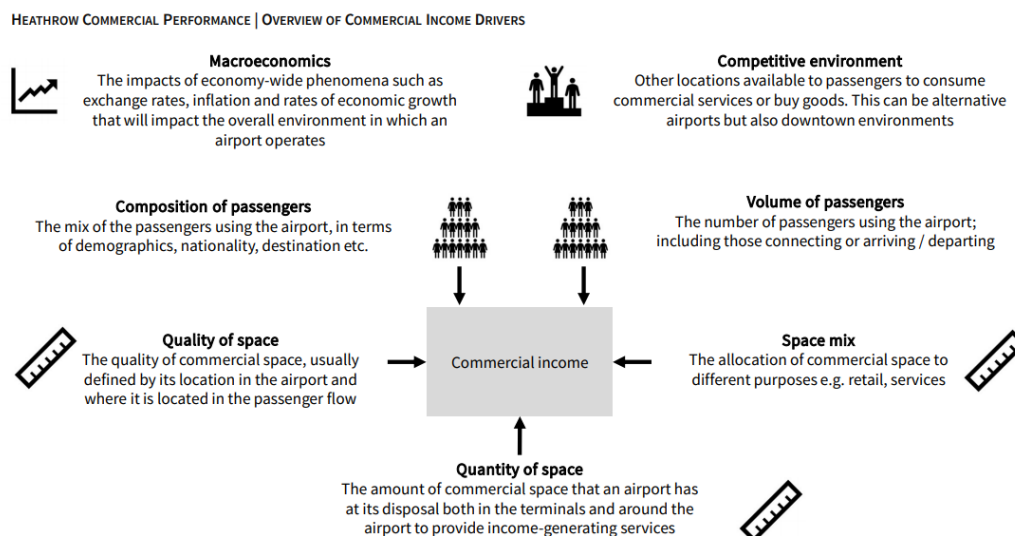 HEATHROW COMMERCIAL PERFORMANCE | OVERVIEW OF COMMERCIAL INCOME DRIVERS
Macroeconomics
The impacts of economy-wide phenomena such as
exchange rates, inflation and rates of economic growth
that will impact the overall environment in which an
airport operates
Competitive environment
Other locations available to passengers to consume
commercial services or buy goods. This can be alternative
airports but also downtown environments
Composition of passengers
The mix of the passengers using the airport, in terms
of demographics, nationality, destination etc.
Volume of passengers
The number of passengers using the airport;
including those connecting or arriving / departing
Quality of space
The quality of commercial space, usually
defined by its location in the airport and
where it is located in the passenger flow
Commercial income
Space mix
The allocation of commercial space to
different purposes e.g. retail, services
Quantity of space
The amount of commercial space that an airport has
at its disposal both in the terminals and around the
airport to provide income-generating services